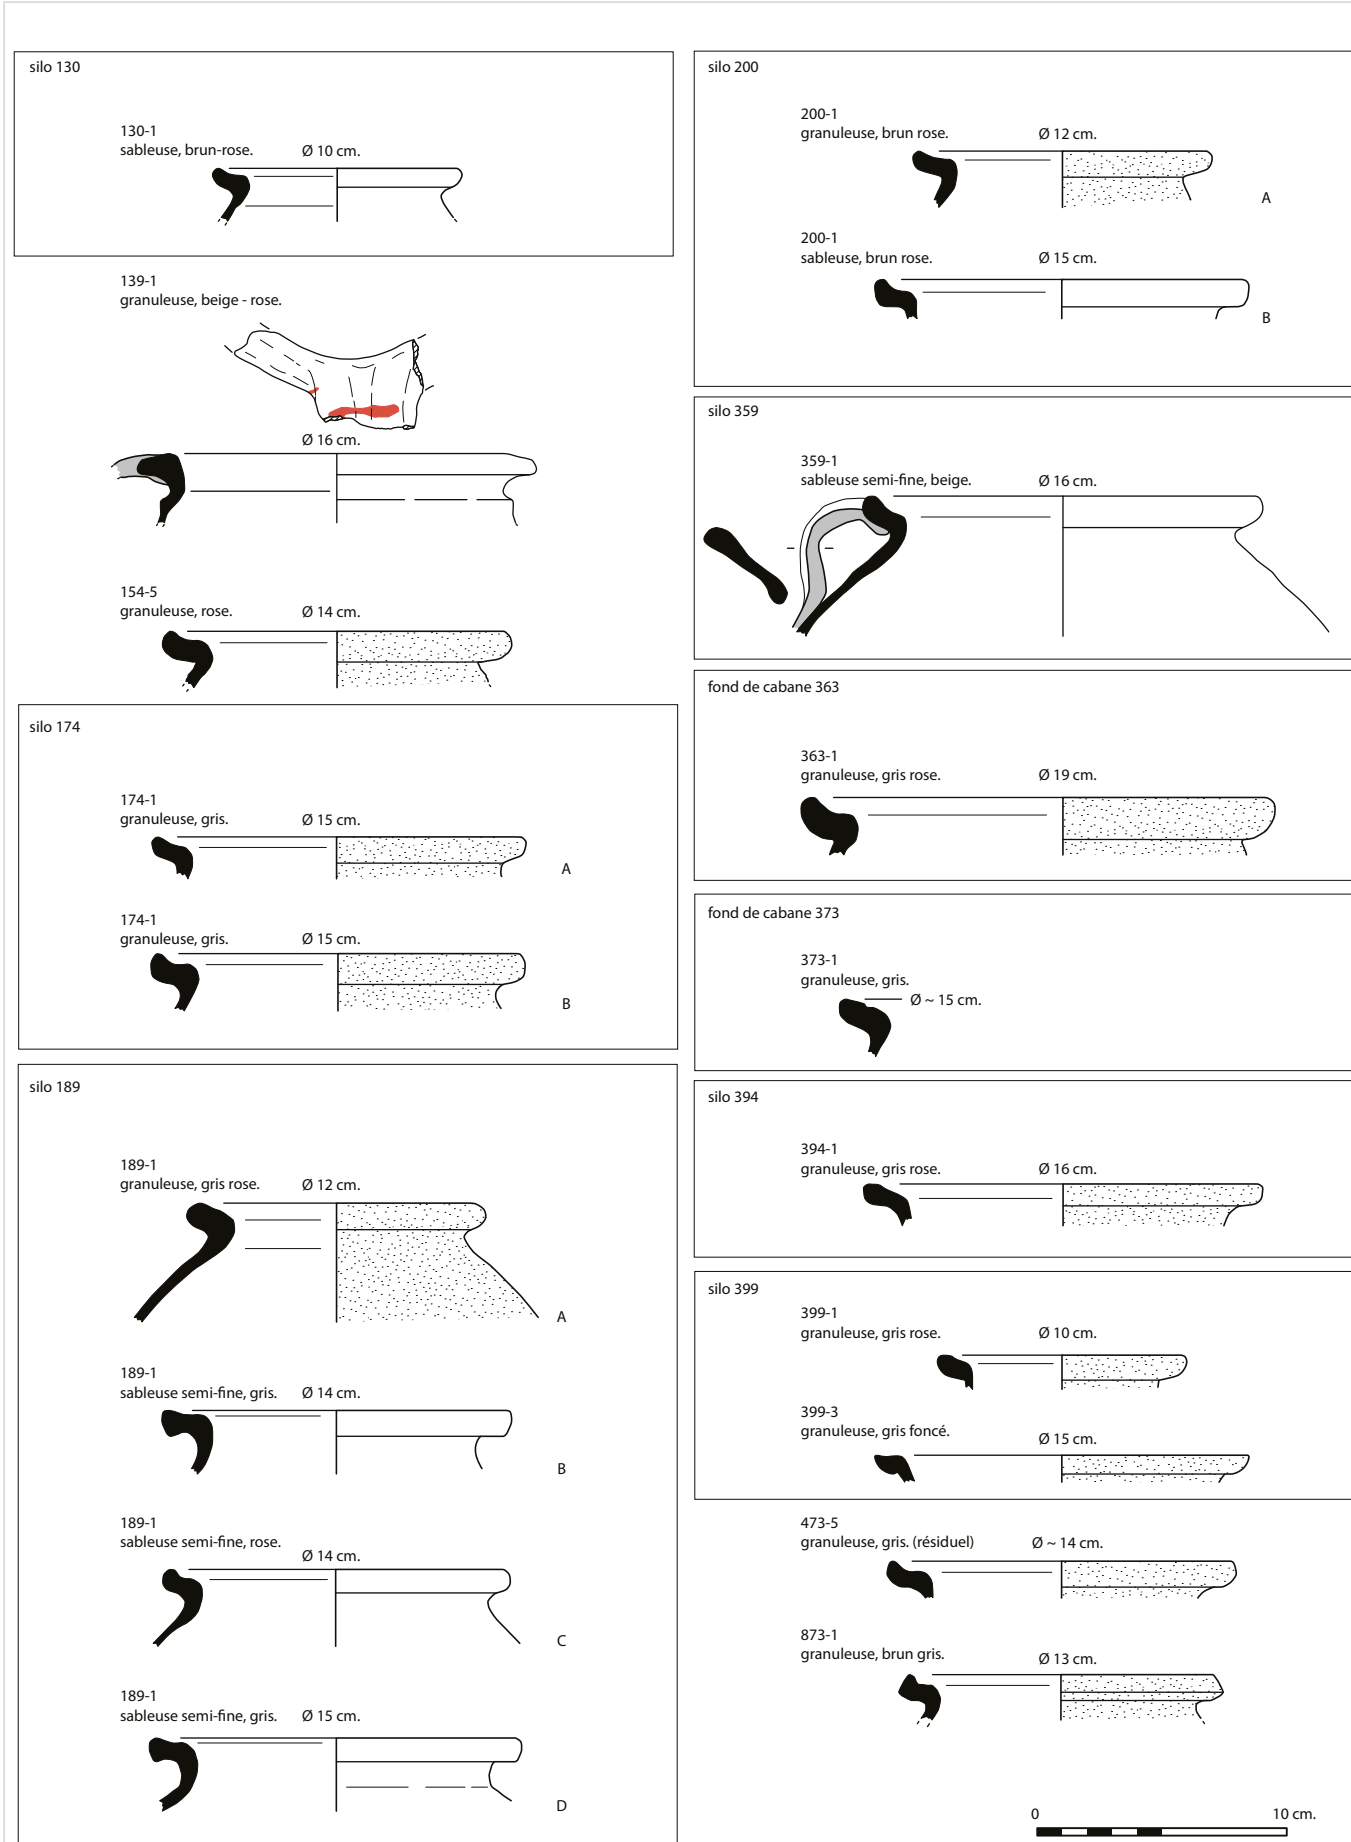 silo 130
130-1
sableuse, brun-rose. Ø 10 cm.
139-1
granuleuse, beige - rose.
Ø 16 cm.
154-5
granuleuse, rose. Ø 14 cm.
silo 174
174-1
granuleuse, gris. Ø 15 cm.
A
174-1
granuleuse, gris. Ø 15 cm.
B
silo 189
189-1
granuleuse, gris rose. Ø 12 cm.
A
189-1
sableuse semi-fine, gris. Ø 14 cm.
B
189-1
sableuse semi-fine, rose.
Ø 14 cm.
C
189-1
sableuse semi-fine, gris. Ø 15 cm.
D
silo 200
200-1
granuleuse, brun rose. Ø 12 cm.
A
200-1
sableuse, brun rose. Ø 15 cm.
B
silo 359
359-1
sableuse semi-fine, beige. Ø 16 cm.
fond de cabane 363
363-1
granuleuse, gris rose. Ø 19 cm.
fond de cabane 373
373-1
granuleuse, gris.
Ø ~ 15 cm.
silo 394
394-1
granuleuse, gris rose. Ø 16 cm.
silo 399
399-1
granuleuse, gris rose. Ø 10 cm.
399-3
granuleuse, gris foncé.
Ø 15 cm.
473-5
granuleuse, gris. (résiduel) Ø ~ 14 cm.
873-1
granuleuse, brun gris. Ø 13 cm.
0 10 cm.